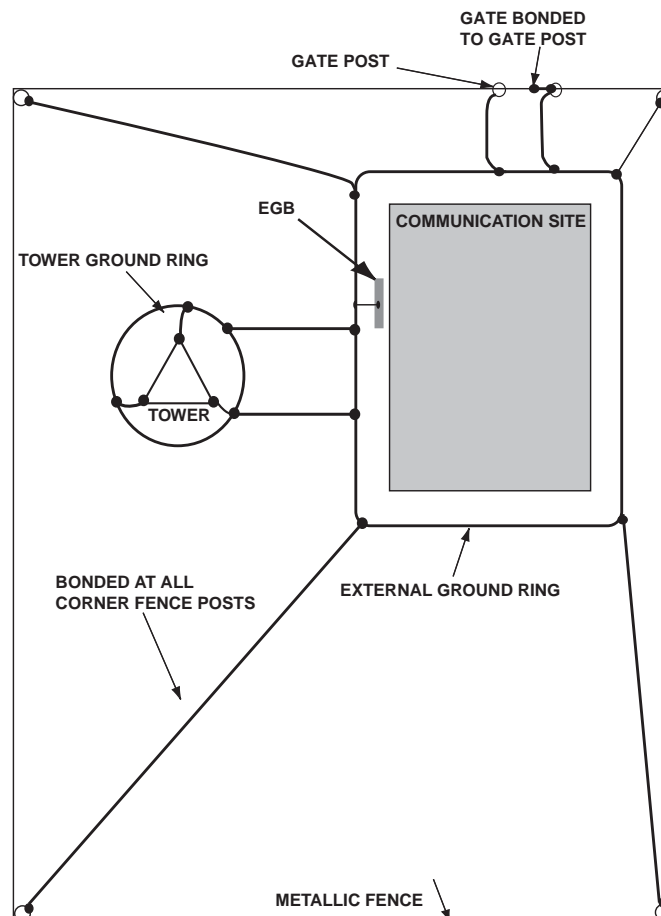 GATE BONDED
TO GATE POST
GATE POST
EGB
COMMUNICATION SITE
TOWER GROUND RING
TOWER
BONDED AT ALL
CORNER FENCE POSTS
EXTERNAL GROUND RING
METALLIC FENCE